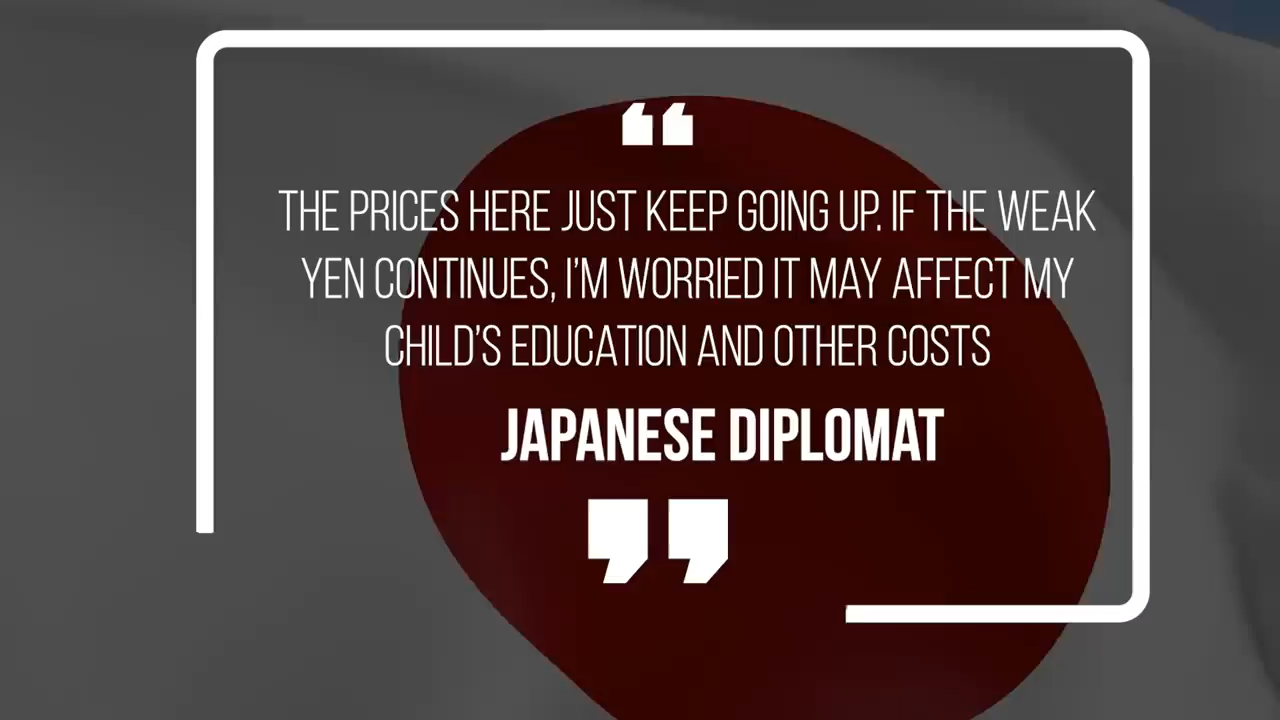 “
THE PRICES HERE JUST KEEP GOING UP. IF THE WEAK
YEN CONTINUES, I’M WORRIED IT MAY AFFECT MY
CHILD’S EDUCATION AND OTHER COSTS
JAPANESE DIPLOMAT
”